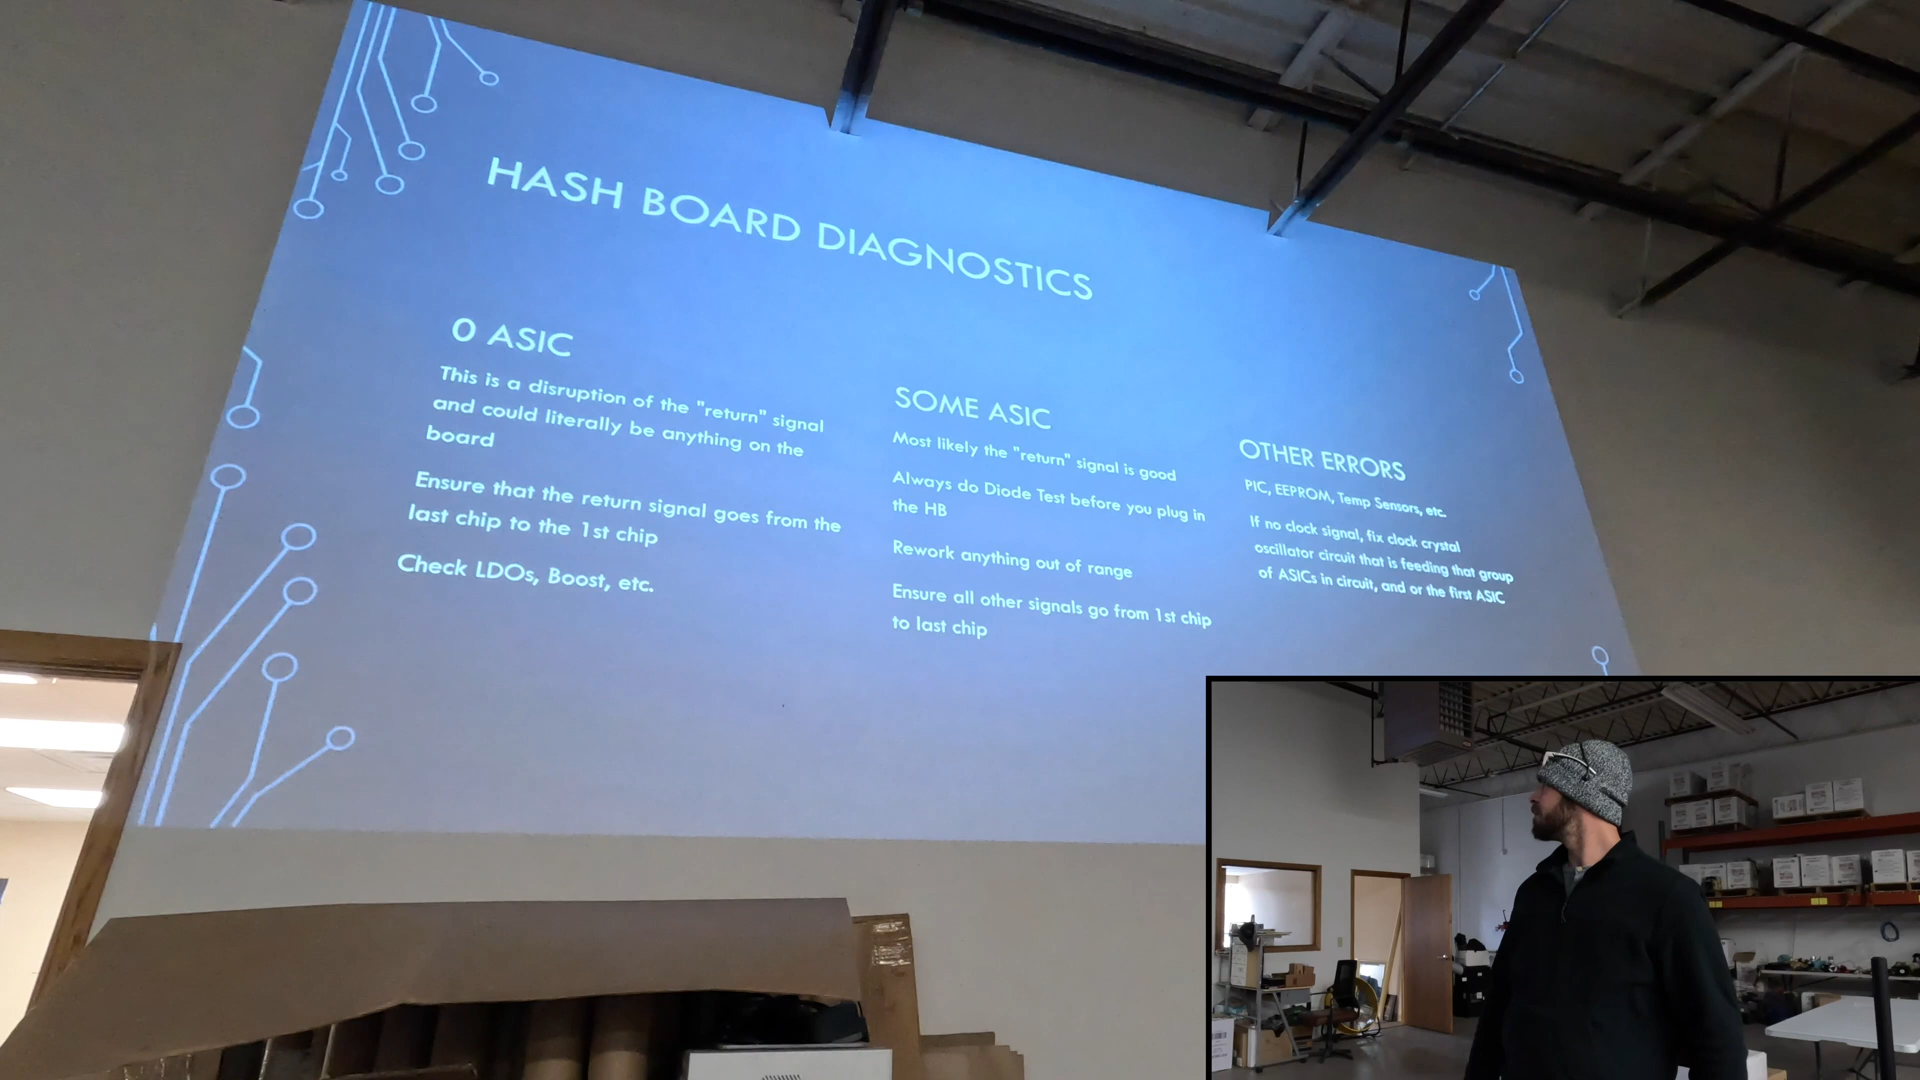 HASH BOARD DIAGNOSTICS
0 ASIC
This is a disruption of the "return" signal
and could literally be anything on the
board
Ensure that the return signal goes from the
last chip to the 1st chip
Check LDOs, Boost, etc.
SOME ASIC
Most likely the "return" signal is good
Always do Diode Test before you plug in
the HB
Rework anything out of range
Ensure all other signals go from 1st chip
to last chip
OTHER ERRORS
PIC, EEPROM, Temp Sensors, etc.
If no clock signal, fix clock crystal
oscillator circuit that is feeding that group
of ASICs in circuit, and or the first ASIC